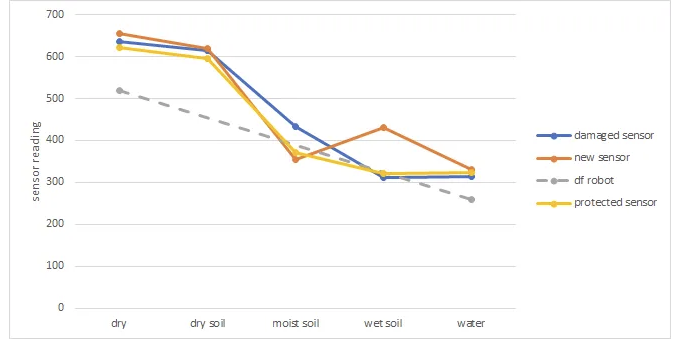 700
600
500
400
300
200
100
0
sensor reading
dry dry soil moist soil wet soil water
damaged sensor
new sensor
df robot
protected sensor